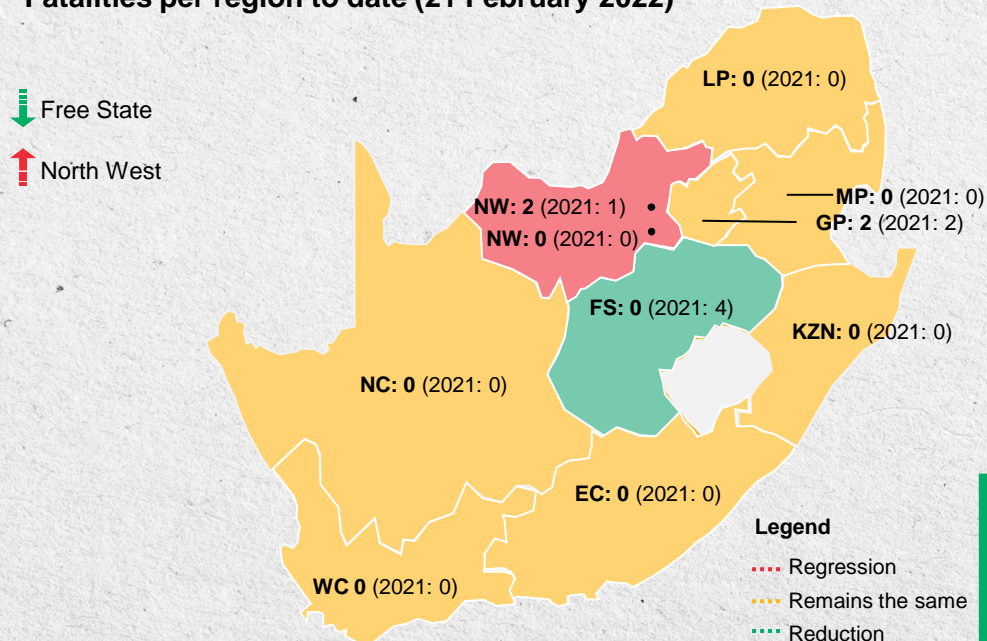 Fatalities per region to date (21 February 2022)
Free State
North West
LP: 0 (2021: 0)
MP: 0 (2021: 0)
NW: 2 (2021: 1)
GP: 2 (2021: 2)
NW: 0 (2021: 0)
FS: 0 (2021: 4)
KZN: 0 (2021: 0)
NC: 0 (2021: 0)
EC: 0 (2021: 0)
WC 0 (2021: 0)
Legend
Regression
Remains the same
Reduction